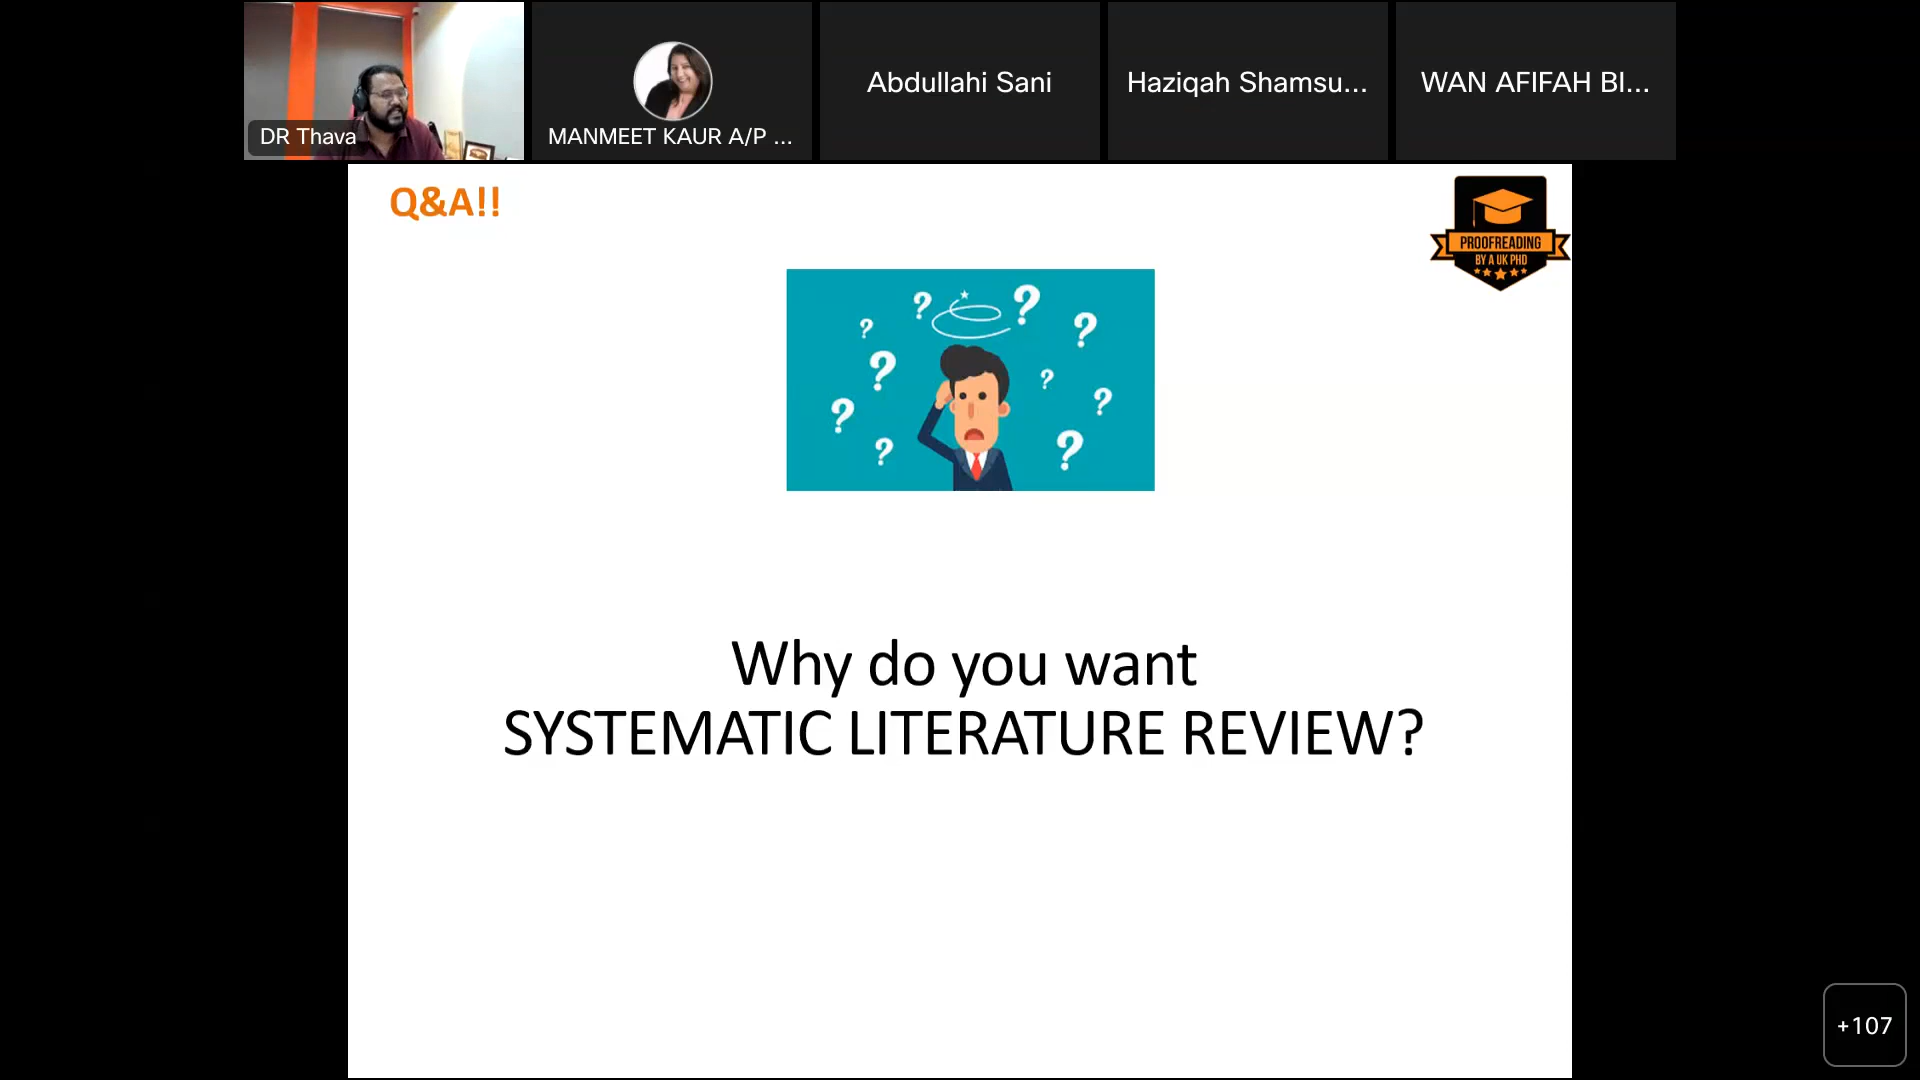 DR Thava
MANMEET KAUR A/P ...
Abdullahi Sani
Haziqah Shamsu...
WAN AFIFAH BI...
Q&A!!
PROOFREADING
BY A UK PHD
? ? ? ? ? ? ? ? ? ?
Why do you want
SYSTEMATIC LITERATURE REVIEW?
+107